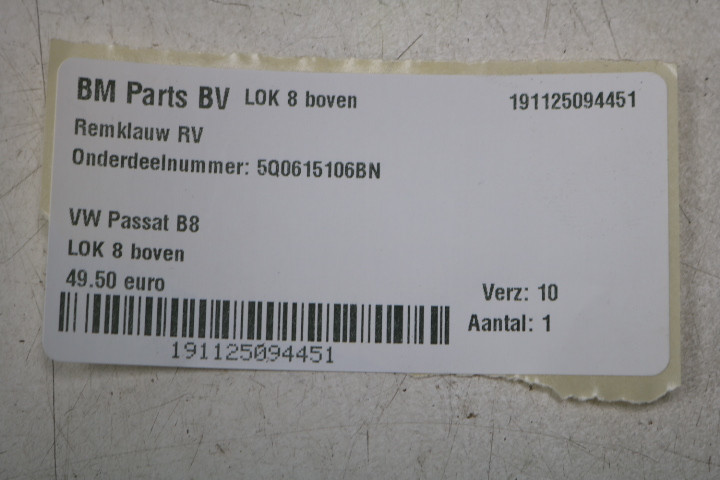 BM Parts BV LOK 8 boven 191125094451
Remklauw RV
Onderdeelnummer: 5Q0615106BN
VW Passat B8
LOK 8 boven
49.50 euro
Verz: 10
Aantal: 1
191125094451